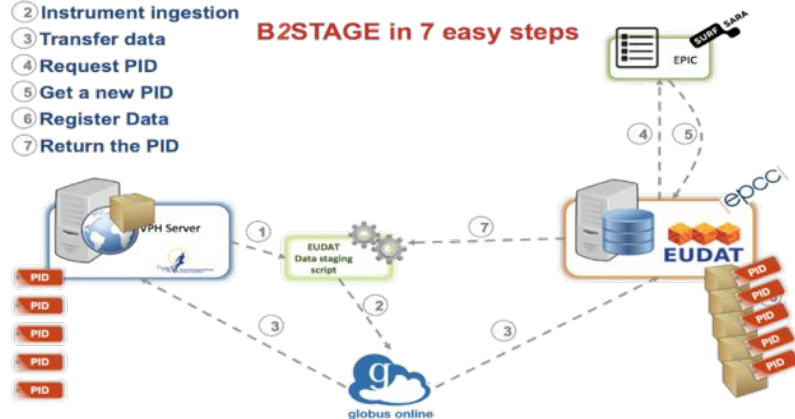 ② Instrument ingestion
③ Transfer data
④ Request PID
⑤ Get a new PID
⑥ Register Data
⑦ Return the PID
B2STAGE in 7 easy steps
SURF SARA
EPIC
4
5
epcc
VPH Server
1
EUDAT
Data staging
script
7
EUDAT
2
PID
PID
PID
PID
PID
3
3
PID
PID
PID
PID
PID
g
globus online